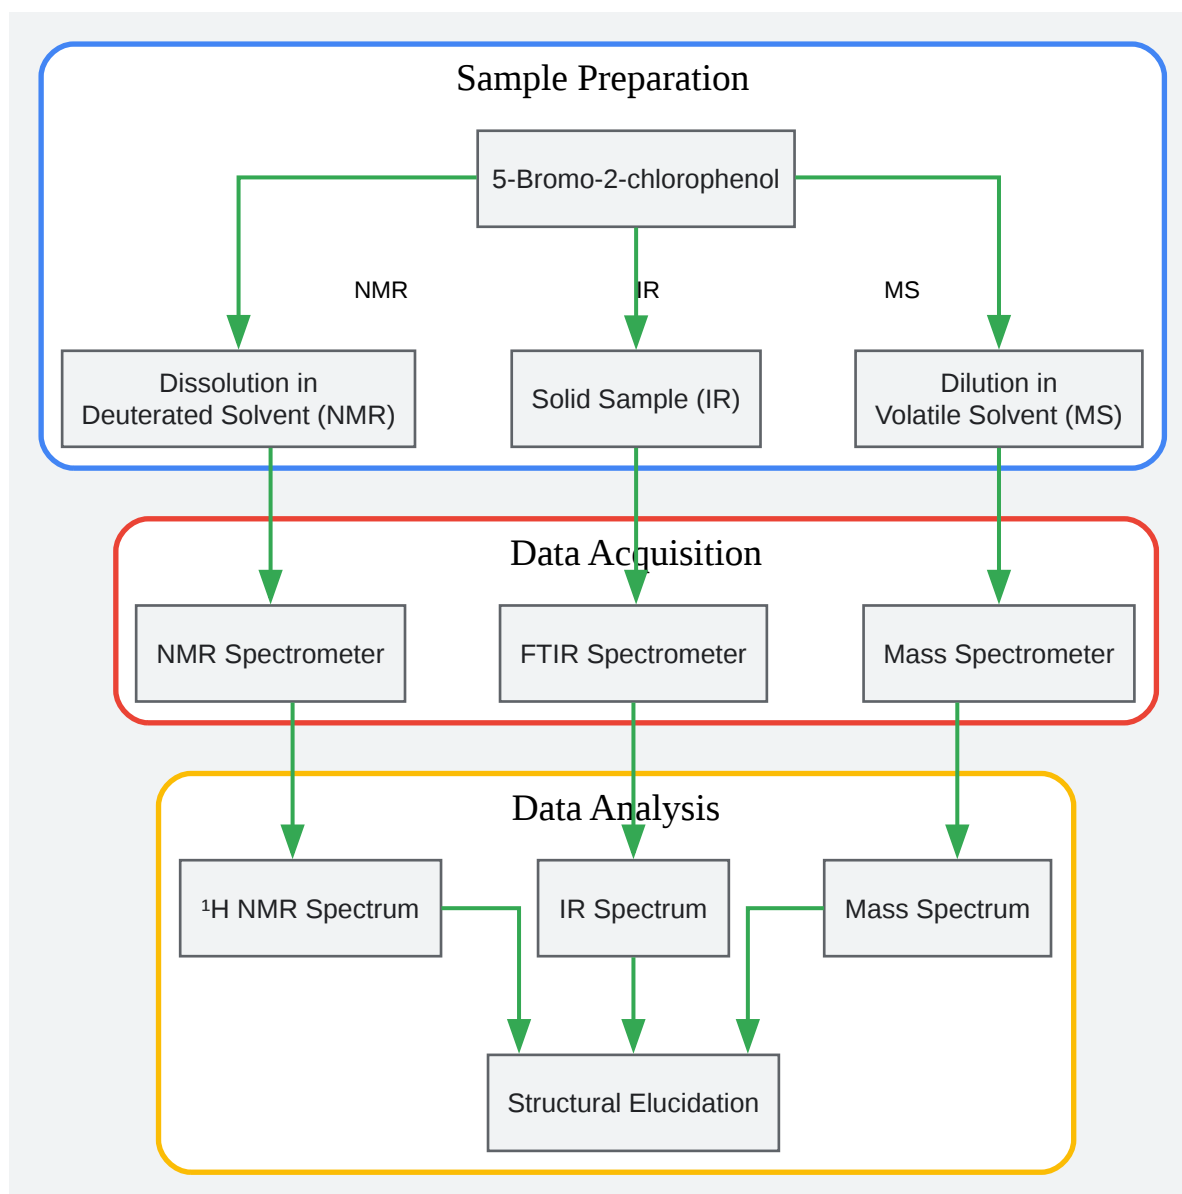 Sample Preparation
5-Bromo-2-chlorophenol
NMR
IR
MS
Dissolution in
Deuterated Solvent (NMR)
Solid Sample (IR)
Dilution in
Volatile Solvent (MS)
Data Acquisition
NMR Spectrometer
FTIR Spectrometer
Mass Spectrometer
Data Analysis
¹H NMR Spectrum
IR Spectrum
Mass Spectrum
Structural Elucidation